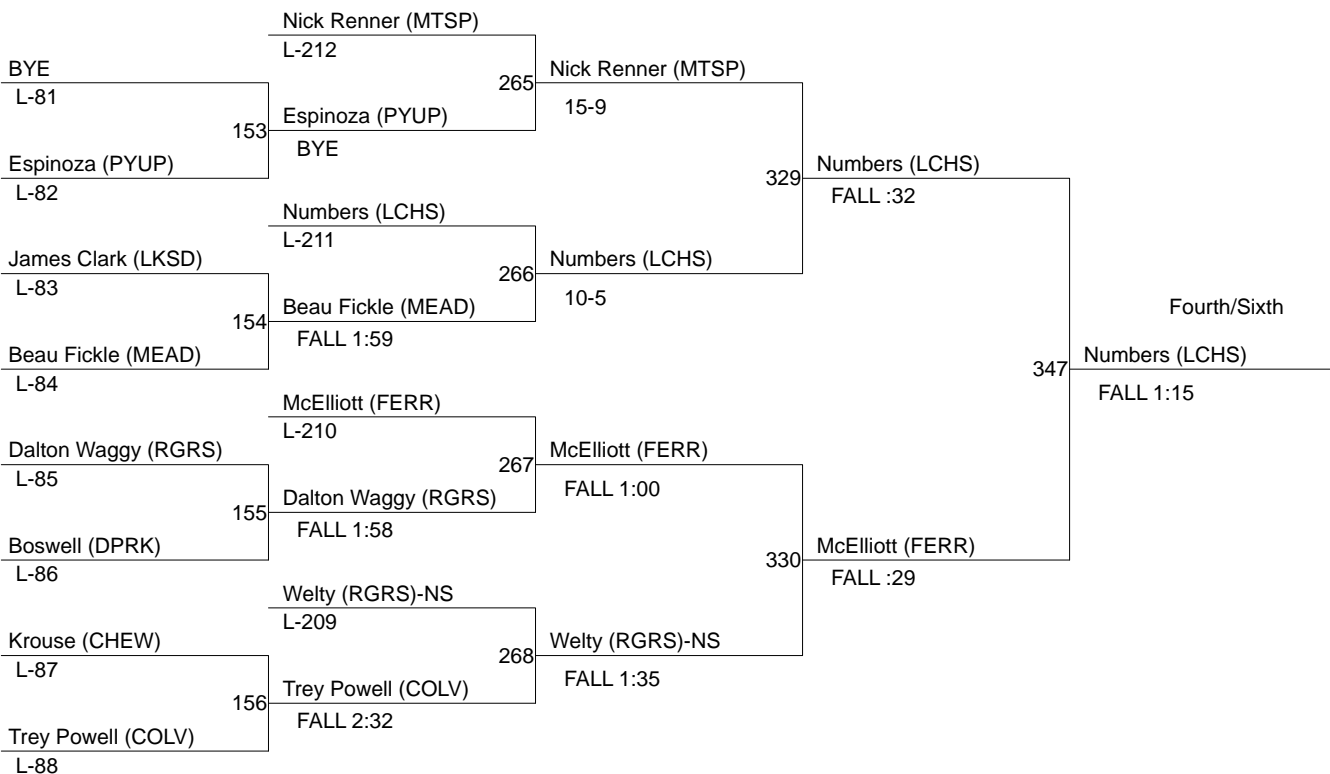 Nick Renner (MTSP)
L-212
BYE
L-81
265
Nick Renner (MTSP)
15-9
153
Espinoza (PYUP)
BYE
Espinoza (PYUP)
L-82
329
Numbers (LCHS)
FALL :32
Numbers (LCHS)
L-211
James Clark (LKSD)
L-83
266
Numbers (LCHS)
10-5
154
Beau Fickle (MEAD)
FALL 1:59
Fourth/Sixth
Beau Fickle (MEAD)
L-84
347
Numbers (LCHS)
FALL 1:15
McElliott (FERR)
L-210
Dalton Waggy (RGRS)
L-85
267
McElliott (FERR)
FALL 1:00
155
Dalton Waggy (RGRS)
FALL 1:58
Boswell (DPRK)
L-86
330
McElliott (FERR)
FALL :29
Welty (RGRS)-NS
L-209
Krouse (CHEW)
L-87
268
Welty (RGRS)-NS
FALL 1:35
156
Trey Powell (COLV)
FALL 2:32
Trey Powell (COLV)
L-88